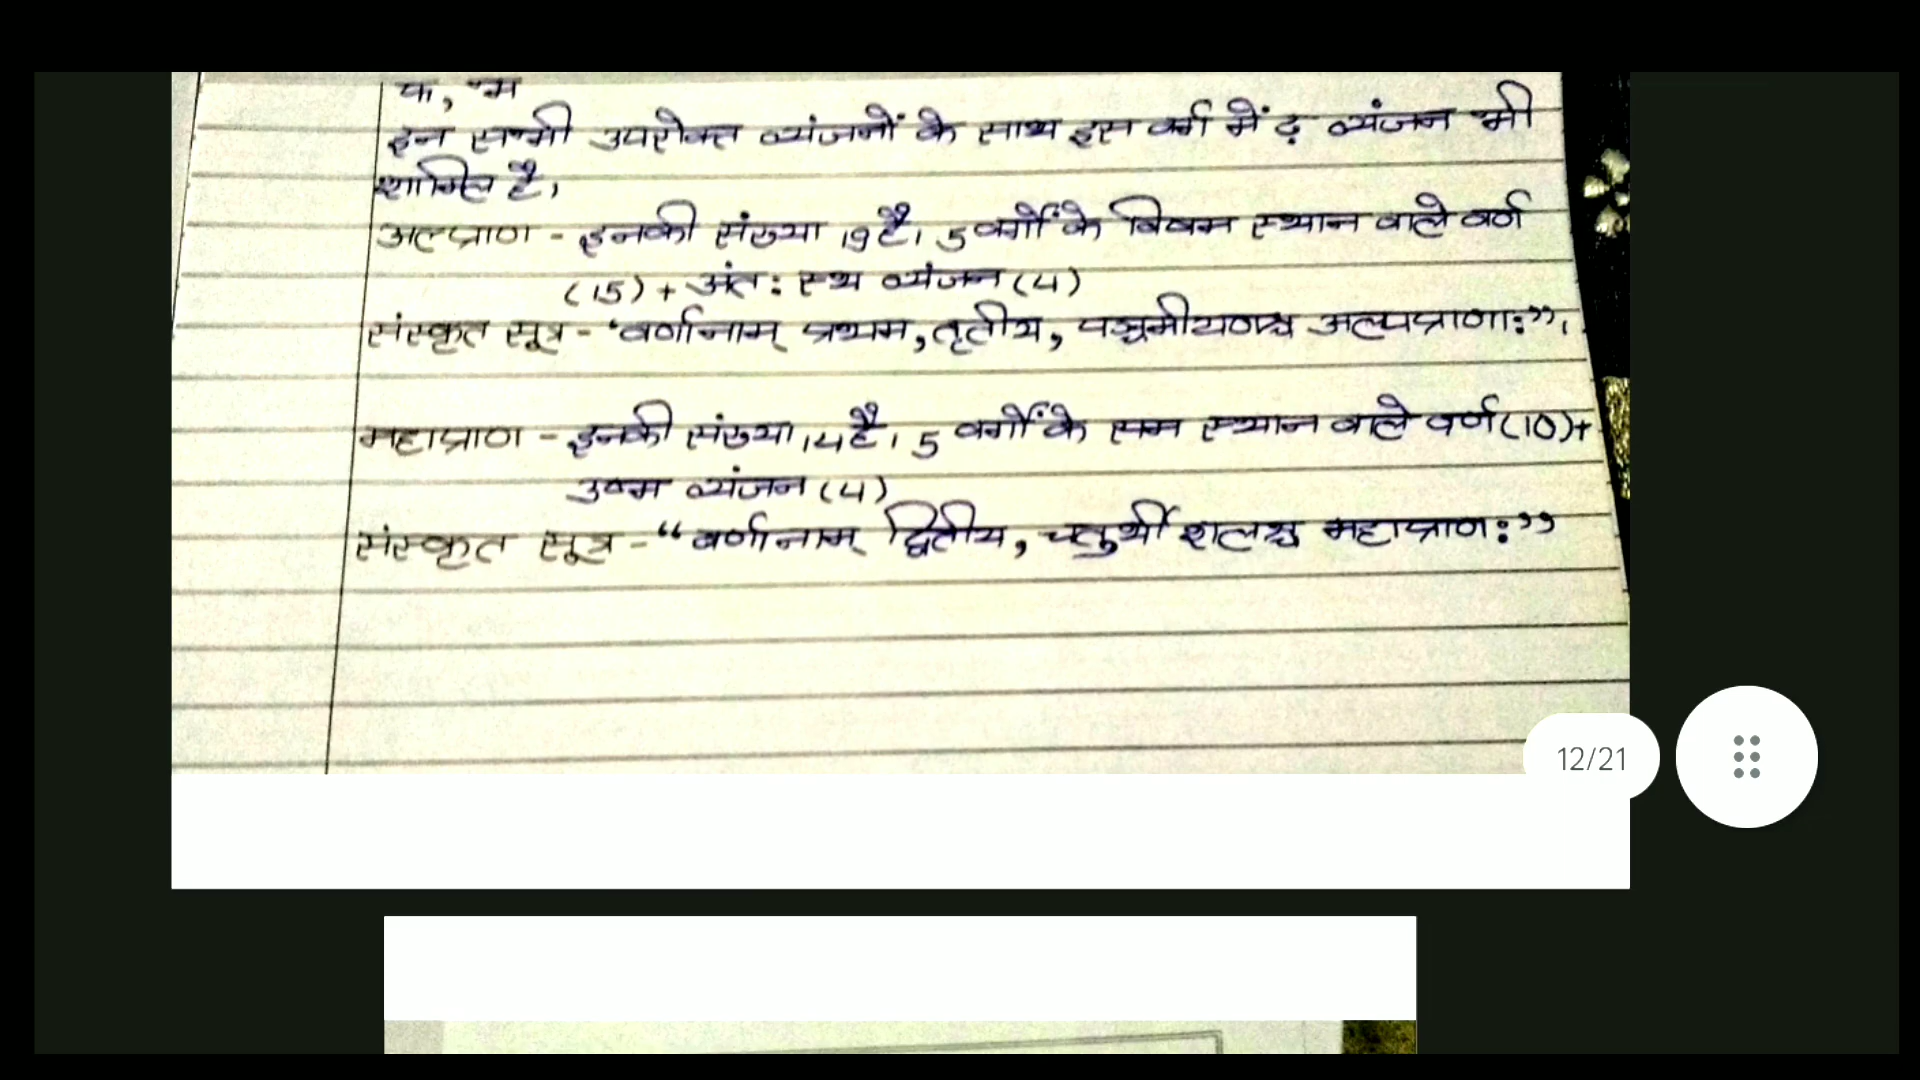 फ, भ
इन सभी उपरोक्त व्यंजनों के साथ इस वर्ग में ढ़ व्यंजन भी
शामिल है।
अल्पप्राण - इनकी संख्या 19 है। 5 वर्गों के विषम स्थान वाले वर्ण
(15) + अंत: स्थ व्यंजन (4)
संस्कृत सूत्र - "वर्णानाम् प्रथम, तृतीय, पञ्चमीयणश्च अल्पप्राणा:"।
महाप्राण - इनकी संख्या 14 है। 5 वर्गों के सम स्थान वाले वर्ण (10)+
उष्म व्यंजन (4)
संस्कृत सूत्र - "वर्णानाम् द्वितीय, चतुर्थी शलश्च महाप्राण:"
12/21